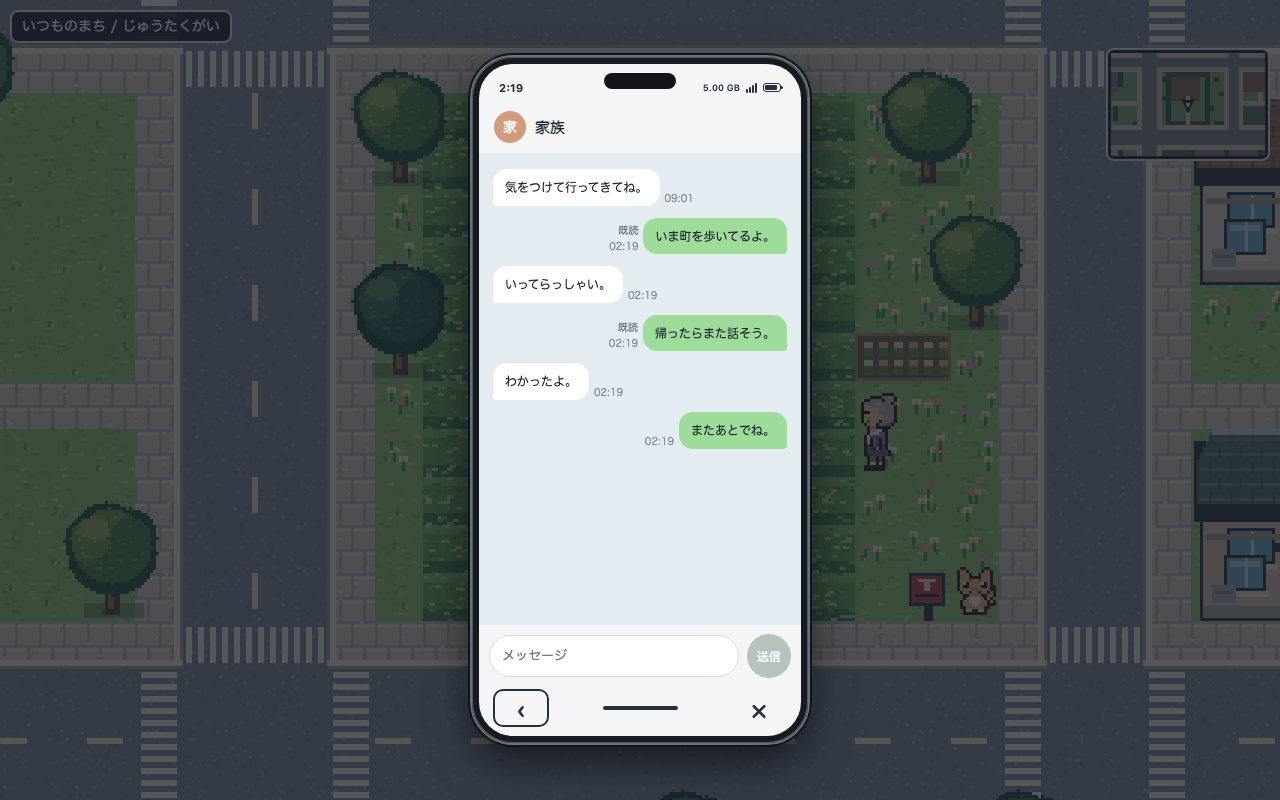 いつものまち / じゅうたくがい
2:19
5.00 GB
家 家族
気をつけて行ってきてね。 09:01
既読
02:19 いま町を歩いてるよ。
いってらっしゃい。 02:19
既読
02:19 帰ったらまた話そう。
わかったよ。 02:19
02:19 またあとでね。
メッセージ 送信
‹ ×